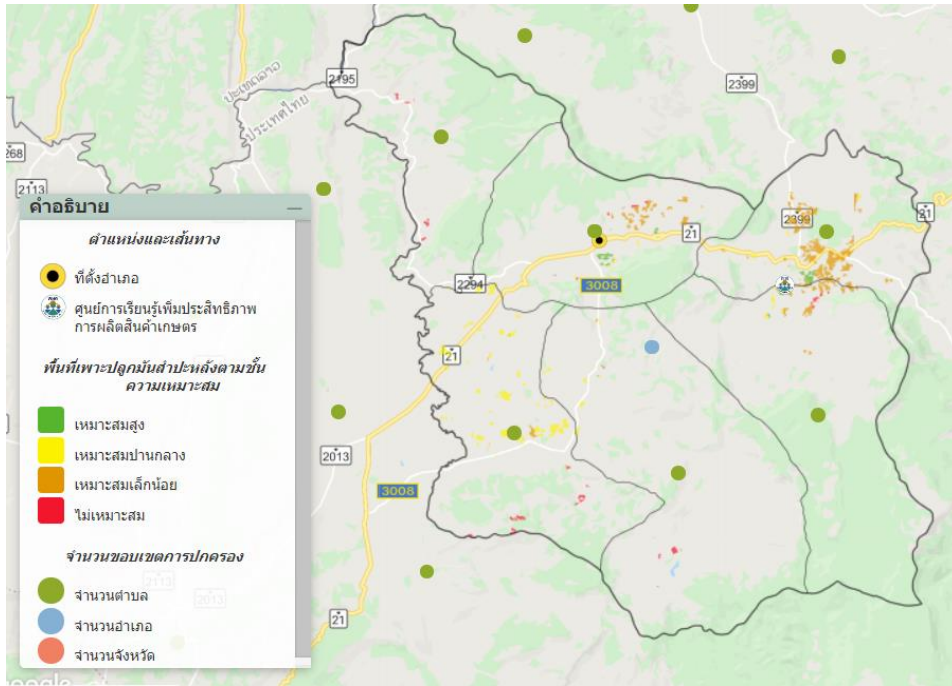 2195
ประเทศลาว
ประเทศไทย
2399
268
2113
คำอธิบาย
ตำแหน่งและเส้นทาง
ที่ตั้งอำเภอ
ศูนย์การเรียนรู้เพิ่มประสิทธิภาพ
การผลิตสินค้าเกษตร
พื้นที่เพาะปลูกมันสำปะหลังตามชั้น
ความเหมาะสม
เหมาะสมสูง
เหมาะสมปานกลาง
เหมาะสมเล็กน้อย
ไม่เหมาะสม
จำนวนขอบเขตการปกครอง
จำนวนตำบล
จำนวนอำเภอ
จำนวนจังหวัด
2113
2013
2399
21
21
2294
3008
21
2013
3008
21